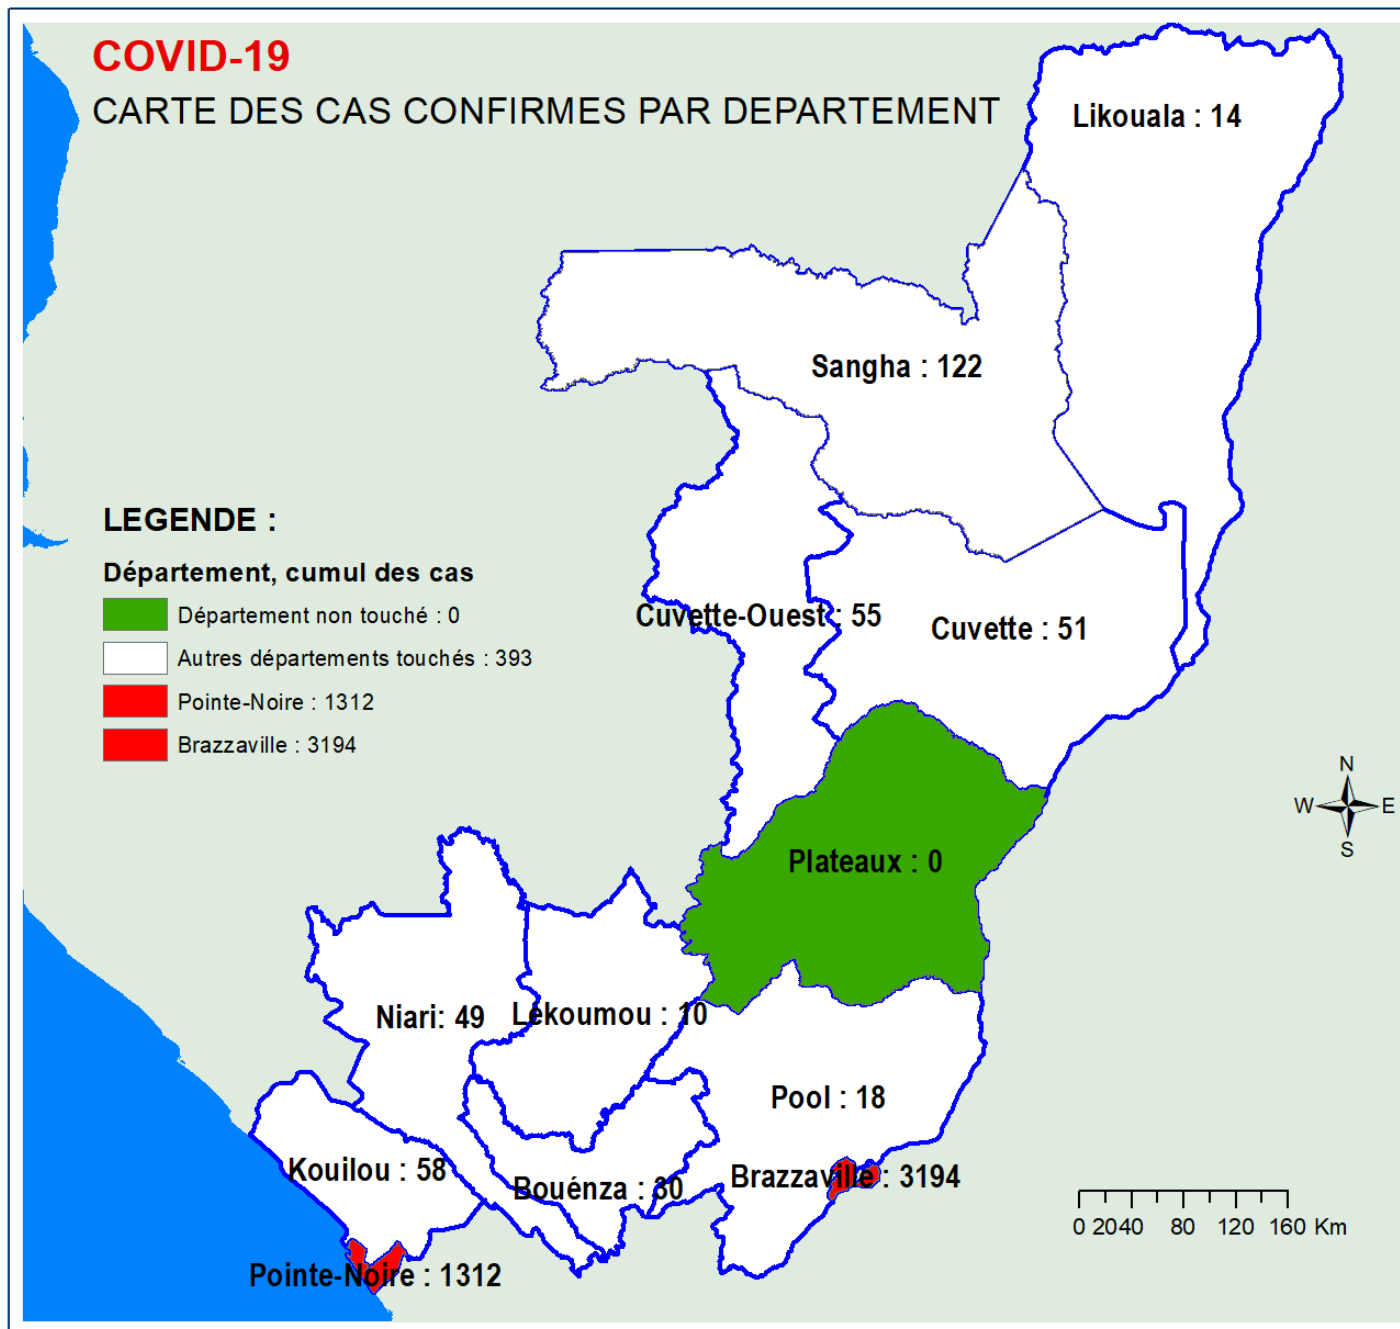 COVID-19
CARTE DES CAS CONFIRMES PAR DEPARTEMENT
Likouala : 14
Sangha : 122
LEGENDE :
Département, cumul des cas
Département non touché : 0
Autres départements touchés : 393
Pointe-Noire : 1312
Brazzaville : 3194
Cuvette-Ouest : 55
Cuvette : 51
N
W E
S
Plateaux : 0
Niari: 49
Lékoumou : 10
Pool : 18
Kouilou : 58
Bouénza : 30
Brazzaville : 3194
Pointe-Noire : 1312
0 2040 80 120 160 Km